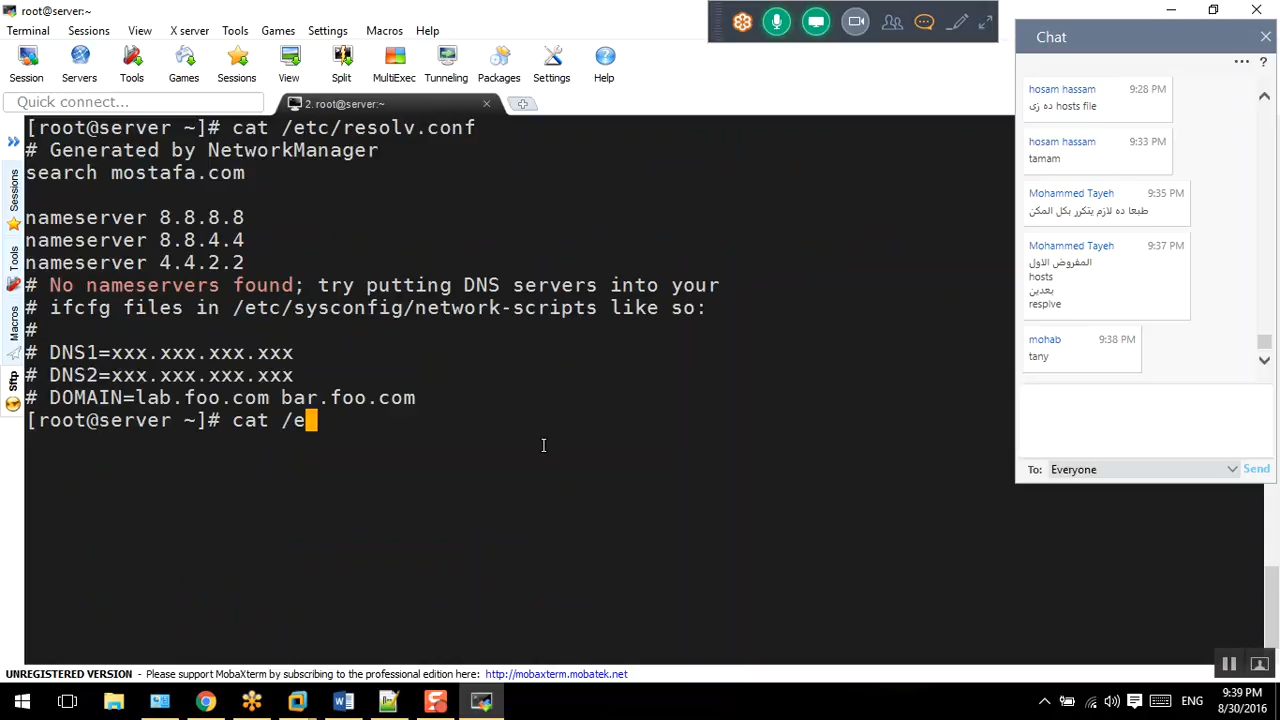 root@server:~
Terminal Sessions View X server Tools Games Settings Macros Help
Session Servers Tools Games Sessions View Split MultiExec Tunneling Packages Settings Help
Quick connect...
2. root@server:~
[root@server ~]# cat /etc/resolv.conf
# Generated by NetworkManager
search mostafa.com
nameserver 8.8.8.8
nameserver 8.8.4.4
nameserver 4.4.2.2
# No nameservers found; try putting DNS servers into your
# ifcfg files in /etc/sysconfig/network-scripts like so:
#
# DNS1=xxx.xxx.xxx.xxx
# DNS2=xxx.xxx.xxx.xxx
# DOMAIN=lab.foo.com bar.foo.com
[root@server ~]# cat /e
Sessions
Tools
Macros
Sftp
Chat
hosam hassam 9:28 PM
ده زى hosts file
hosam hassam 9:33 PM
tamam
Mohammed Tayeh 9:35 PM
طبعا ده لازم يتكرر بكل المكن
Mohammed Tayeh 9:37 PM
المفروض الاول
hosts
بعدين
resplve
mohab 9:38 PM
tany
To: Everyone Send
UNREGISTERED VERSION - Please support MobaXterm by subscribing to the professional edition here: http://mobaxterm.mobatek.net
ENG
9:39 PM
8/30/2016